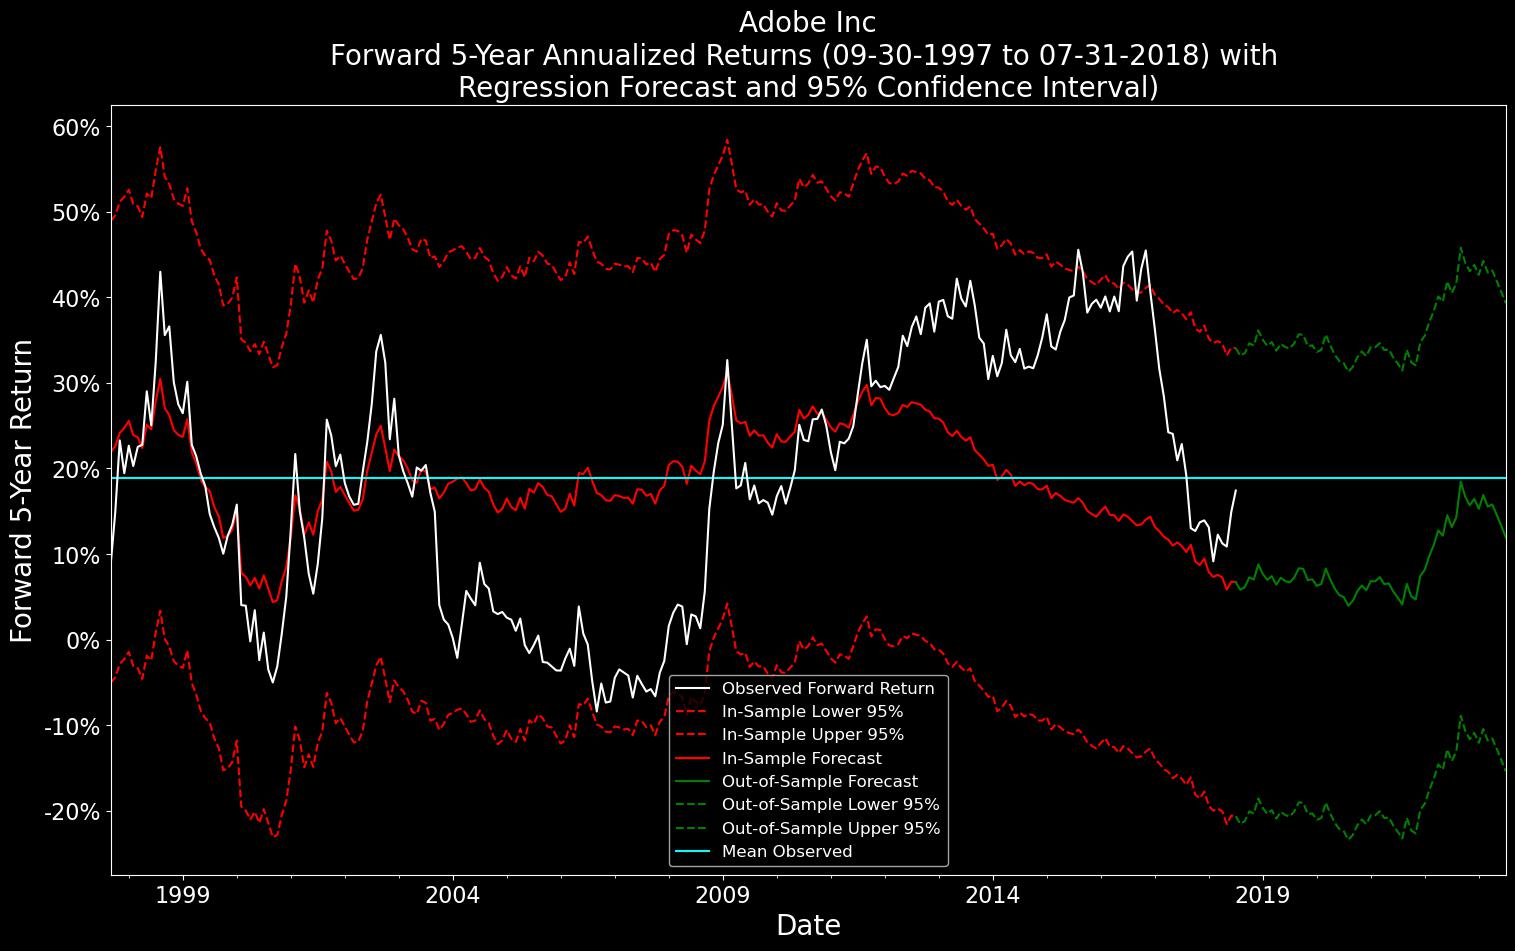 Adobe Inc
Forward 5-Year Annualized Returns (09-30-1997 to 07-31-2018) with
Regression Forecast and 95% Confidence Interval)
Forward 5-Year Return
60%
50%
40%
30%
20%
10%
0%
-10%
-20%
Observed Forward Return
In-Sample Lower 95%
In-Sample Upper 95%
In-Sample Forecast
Out-of-Sample Forecast
Out-of-Sample Lower 95%
Out-of-Sample Upper 95%
Mean Observed
1999 2004 2009 2014 2019
Date